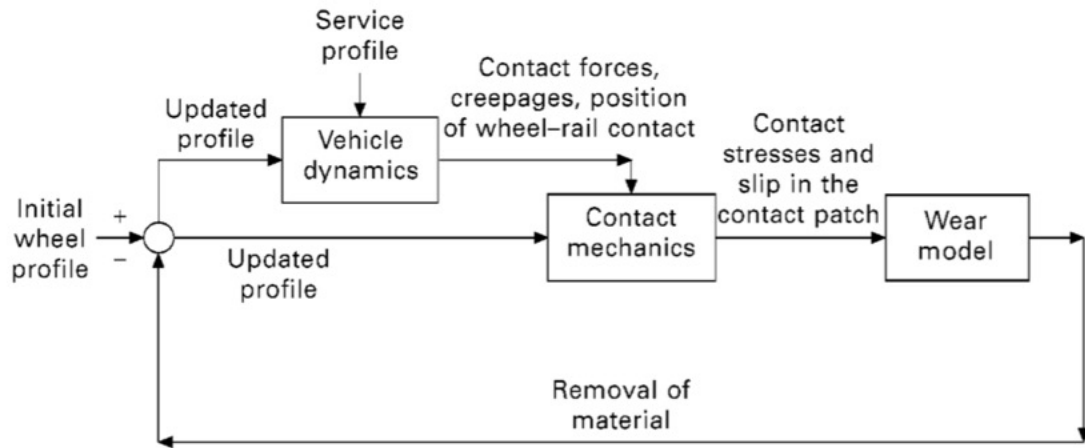 Service
profile
Contact forces,
creepages, position
of wheel–rail contact
Updated
profile
Vehicle
dynamics
Contact
stresses and
slip in the
contact patch
Initial
wheel
profile
+
−
Updated
profile
Contact
mechanics
Wear
model
Removal of
material